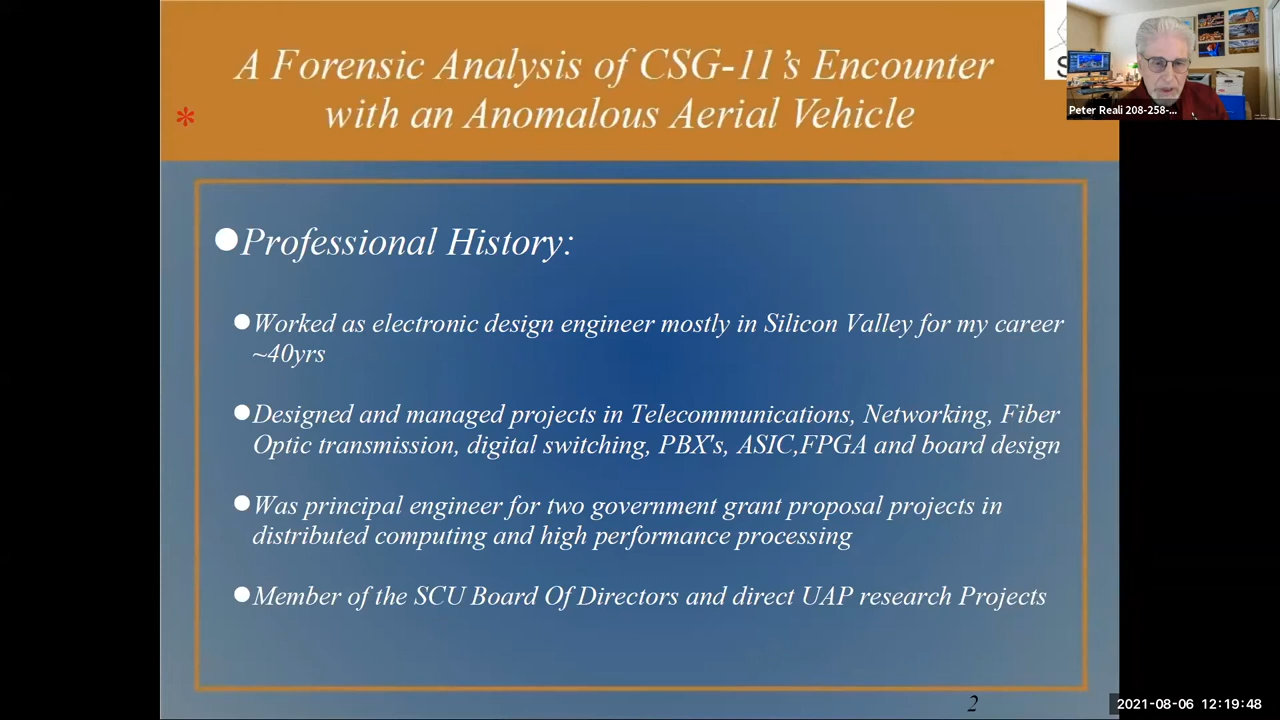 A Forensic Analysis of CSG-11's Encounter
with an Anomalous Aerial Vehicle
*
S
Peter Reali 208-258-...
●Professional History:
●Worked as electronic design engineer mostly in Silicon Valley for my career
~40yrs
●Designed and managed projects in Telecommunications, Networking, Fiber
Optic transmission, digital switching, PBX's, ASIC,FPGA and board design
●Was principal engineer for two government grant proposal projects in
distributed computing and high performance processing
●Member of the SCU Board Of Directors and direct UAP research Projects
2
2021-08-06 12:19:48